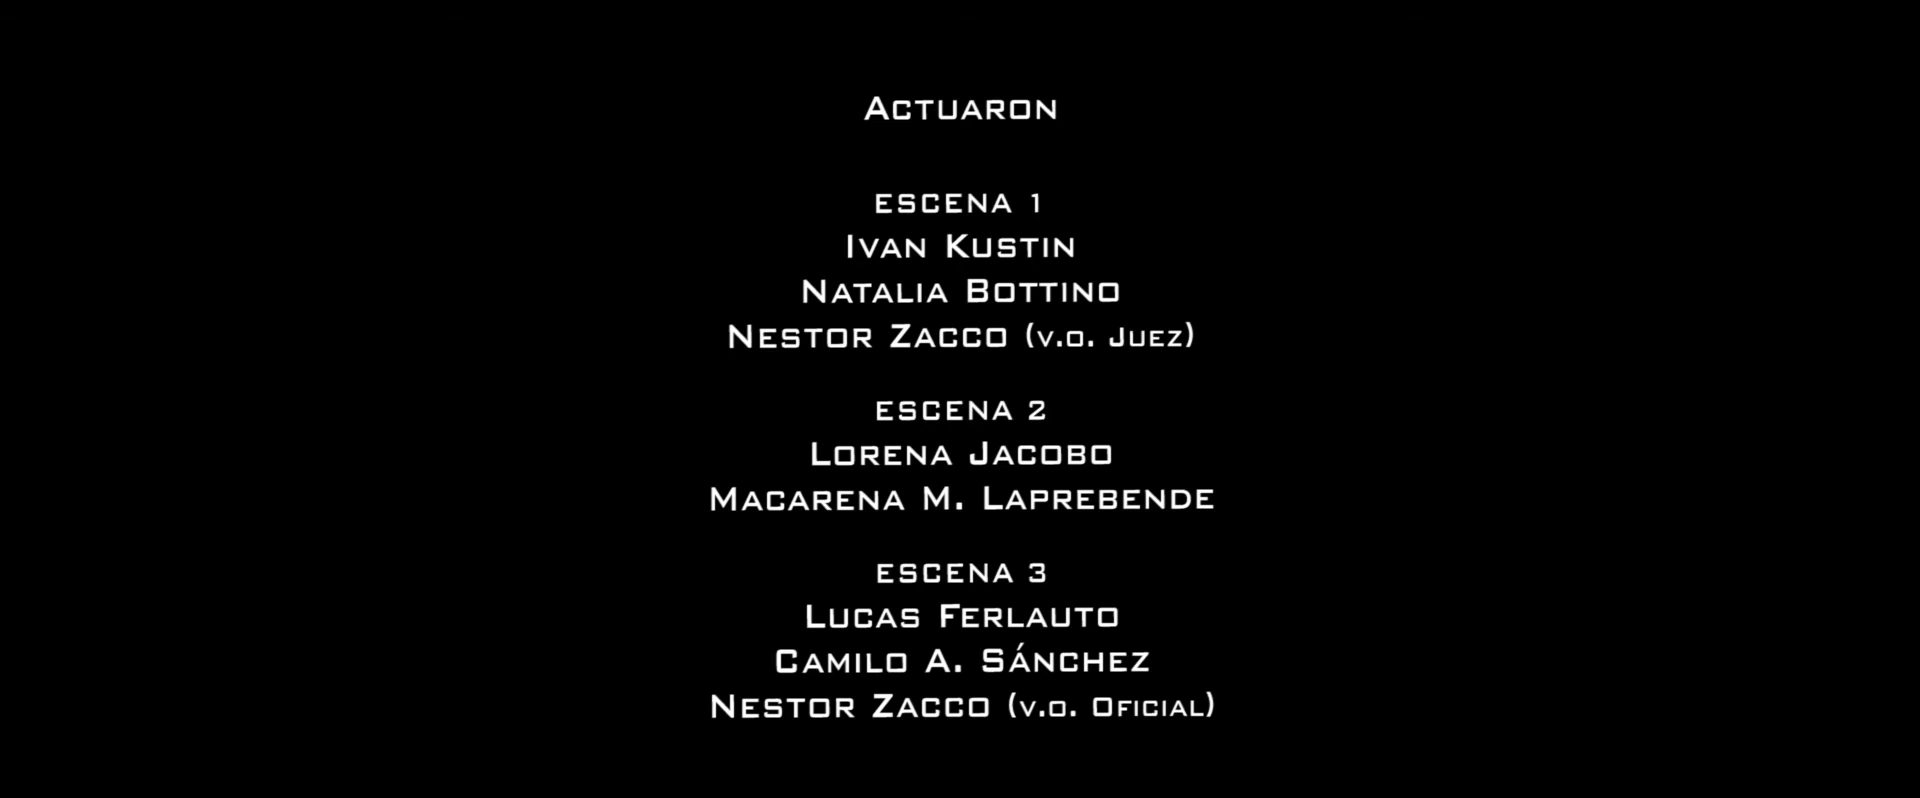 Actuaron
ESCENA 1
Ivan Kustin
Natalia Bottino
Nestor Zacco (v.o. Juez)
ESCENA 2
Lorena Jacobo
Macarena M. Laprebende
ESCENA 3
Lucas Ferlauto
Camilo A. Sánchez
Nestor Zacco (v.o. Oficial)